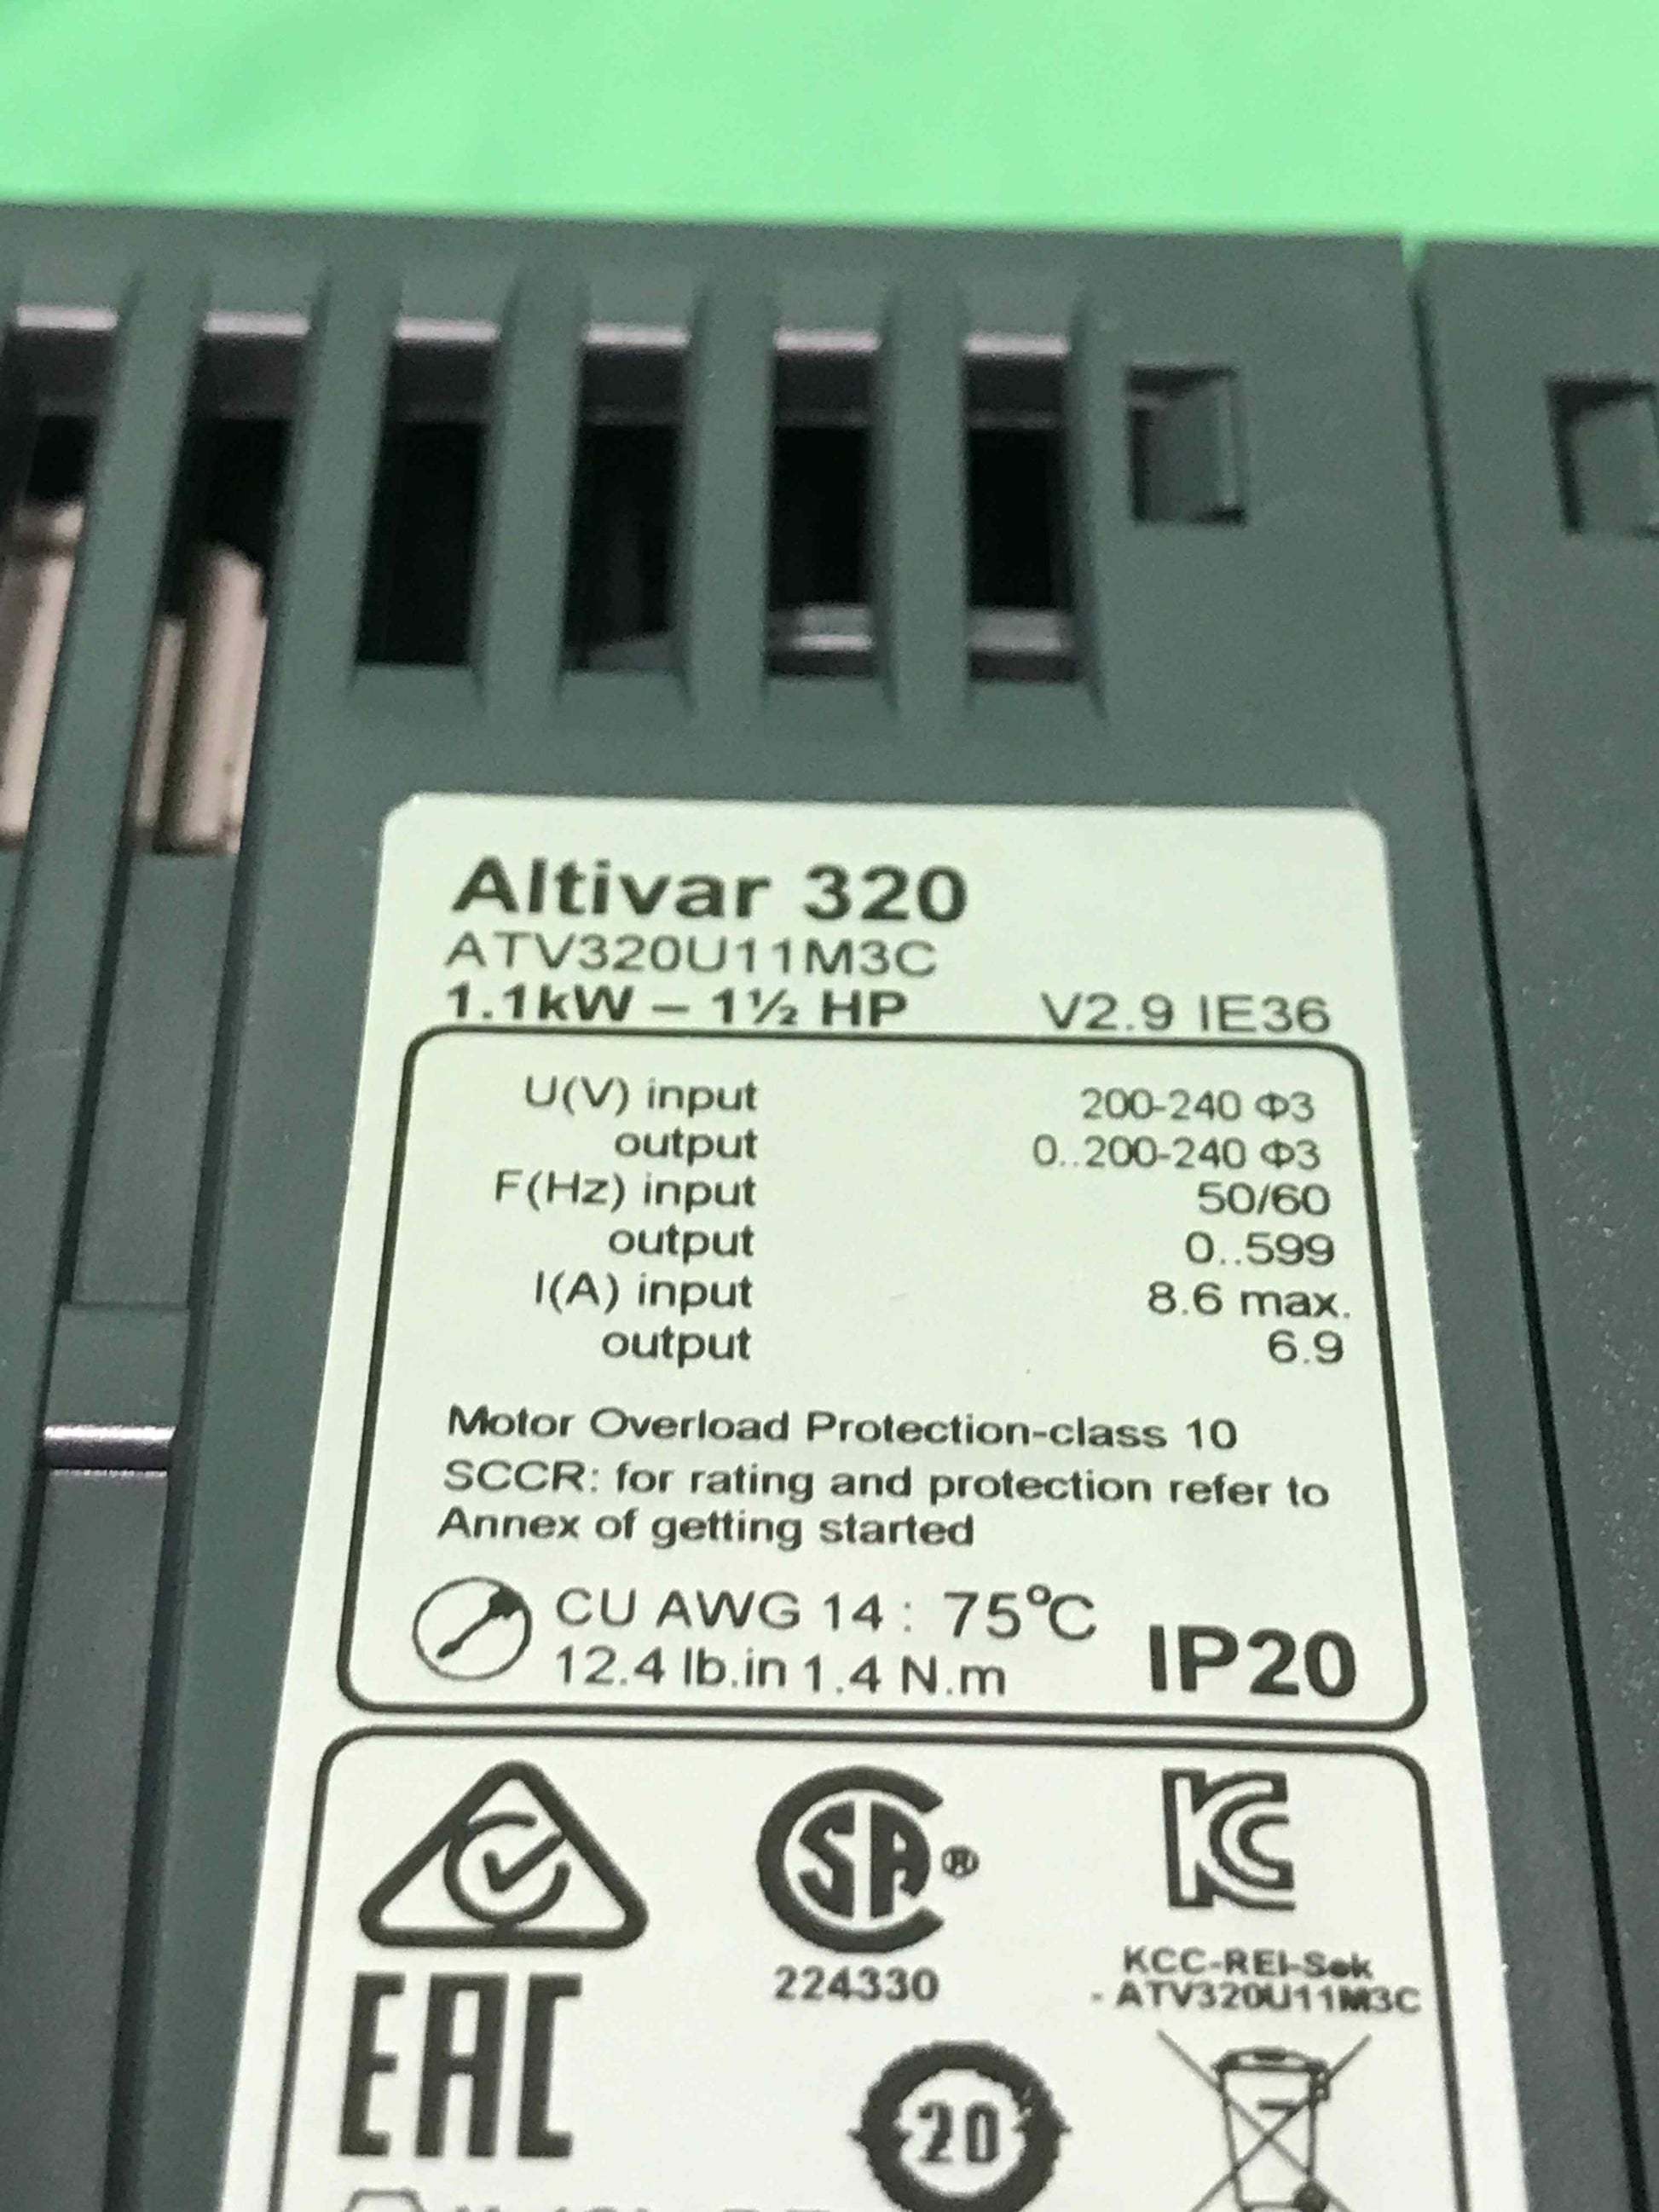 Altivar 320
ATV320U11M3C
1.1kW – 1½ HP V2.9 IE36
U(V) input 200-240 Φ3
output 0..200-240 Φ3
F(Hz) input 50/60
output 0..599
I(A) input 8.6 max.
output 6.9
Motor Overload Protection-class 10
SCCR: for rating and protection refer to
Annex of getting started
CU AWG 14 : 75°C
12.4 lb.in 1.4 N.m IP20
SA ®
KC
224330
KCC-REI-Sek
- ATV320U11M3C
EAC
20